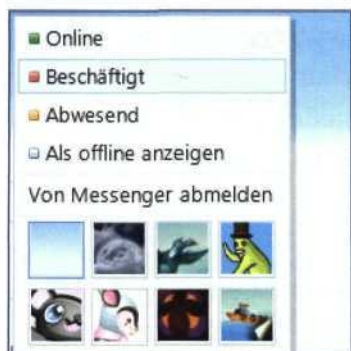 Online
Beschäftigt
Abwesend
Als offline anzeigen
Von Messenger abmelden